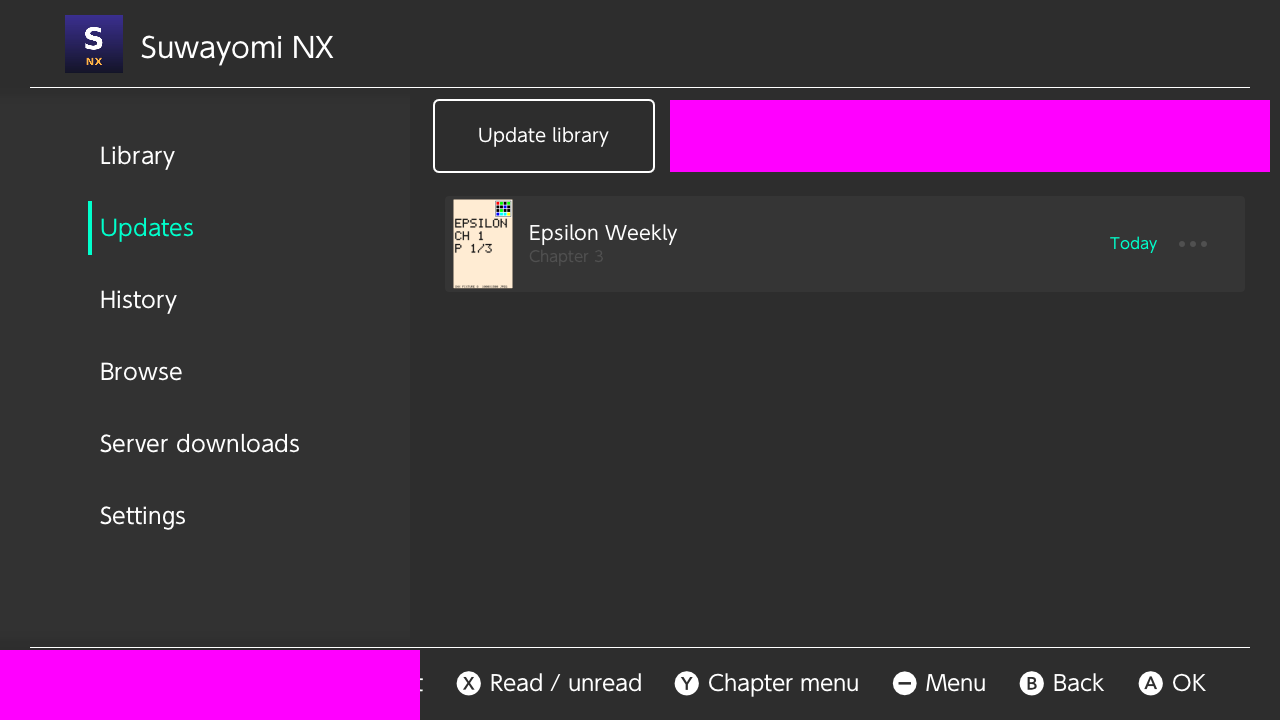 S
NX
Suwayomi NX
Library
Updates
History
Browse
Server downloads
Settings
Update library
EPSILON
CH 1
P 1/3
Epsilon Weekly
Chapter 3
Today
X Read / unread
Y Chapter menu
Menu
B Back
A OK